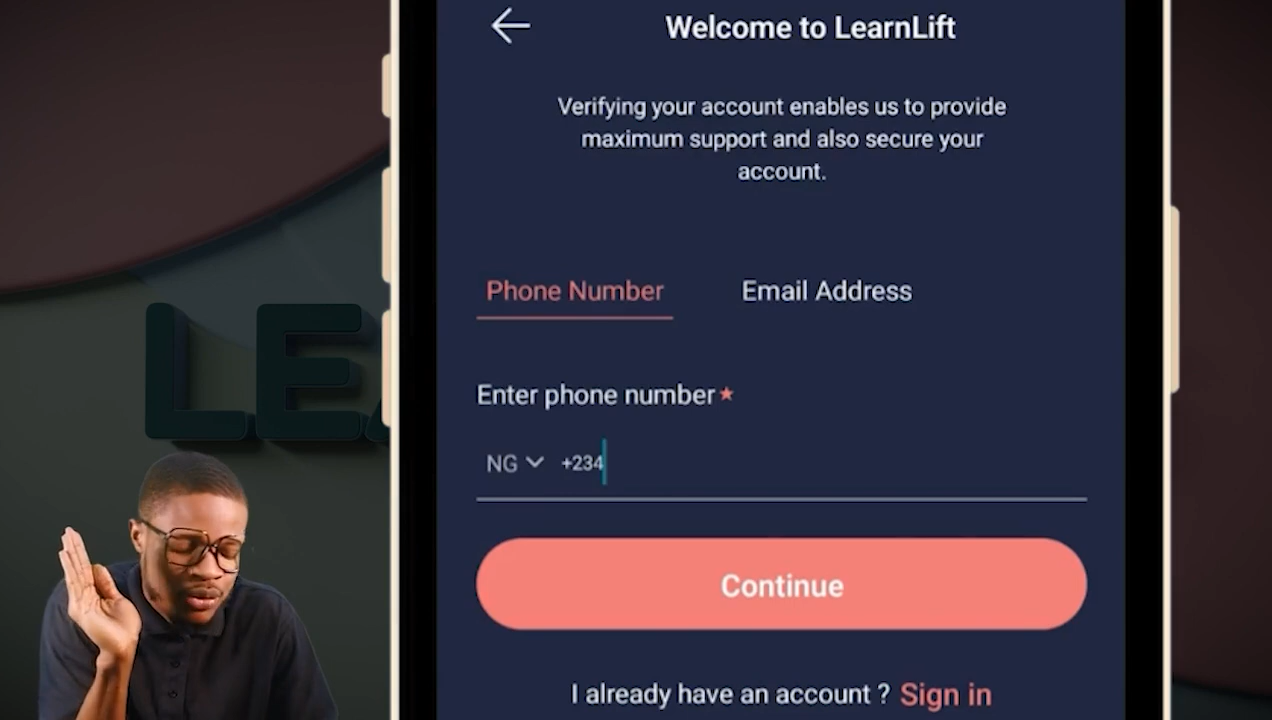 Welcome to LearnLift
Verifying your account enables us to provide
maximum support and also secure your
account.
Phone Number
Email Address
Enter phone number*
NG +234
LEA
Continue
I already have an account ? Sign in